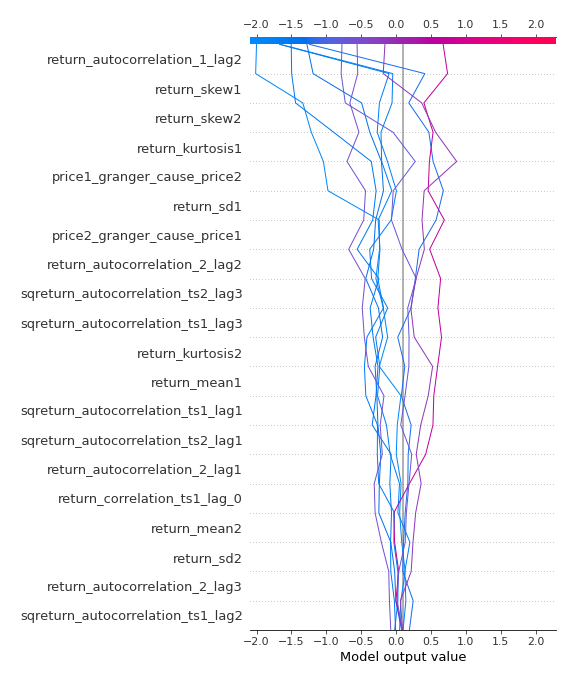 −2.0 −1.5 −1.0 −0.5 0.0 0.5 1.0 1.5 2.0
return_autocorrelation_1_lag2
return_skew1
return_skew2
return_kurtosis1
price1_granger_cause_price2
return_sd1
price2_granger_cause_price1
return_autocorrelation_2_lag2
sqreturn_autocorrelation_ts2_lag3
sqreturn_autocorrelation_ts1_lag3
return_kurtosis2
return_mean1
sqreturn_autocorrelation_ts1_lag1
sqreturn_autocorrelation_ts2_lag1
return_autocorrelation_2_lag1
return_correlation_ts1_lag_0
return_mean2
return_sd2
return_autocorrelation_2_lag3
sqreturn_autocorrelation_ts1_lag2
−2.0 −1.5 −1.0 −0.5 0.0 0.5 1.0 1.5 2.0
Model output value